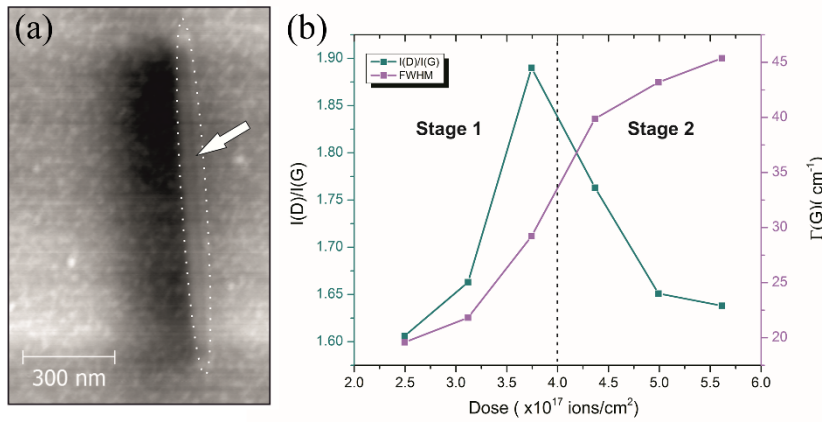 (a)
300 nm
(b)
I(D)/I(G)
FWHM
Stage 1
Stage 2
1.90
1.85
1.80
1.75
1.70
1.65
1.60
I(D)/I(G)
45
40
35
30
25
20
Γ(G)( cm⁻¹)
2.0 2.5 3.0 3.5 4.0 4.5 5.0 5.5 6.0
Dose ( x10¹⁷ ions/cm²)